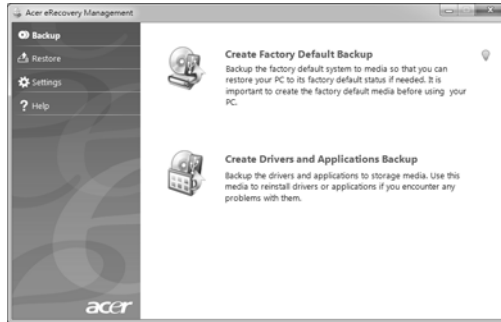 Acer eRecovery Management
Backup
Restore
Settings
Help
Create Factory Default Backup
Backup the factory default system to media so that you can
restore your PC to its factory default status if needed. It is
important to create the factory default media before using your
PC.
Create Drivers and Applications Backup
Backup the drivers and applications to storage media. Use this
media to reinstall drivers or applications if you encounter any
problems with them.
acer